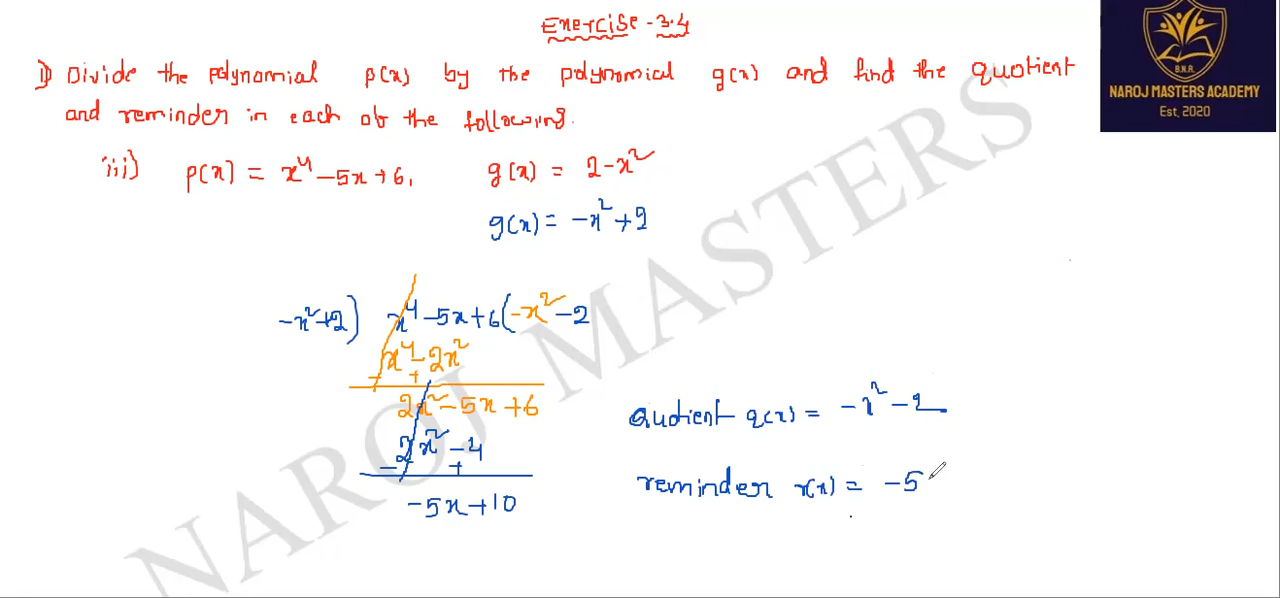 Exercise - 3.4
1) Divide the polynomial p(x) by the polynomial g(x) and find the quotient
and reminder in each of the following.
iii) p(x) = x⁴ - 5x + 6, g(x) = 2 - x²
g(x) = -x² + 2
-x²+2) x⁴ - 5x + 6 ( -x² - 2
x⁴ - 2x²
- +
2x² - 5x + 6
2x² - 4
- +
-5x + 10
Quotient q(x) = -x² - 2
reminder r(x) = -5
B.N.R.
NAROJ MASTERS ACADEMY
Est, 2020
NAROJ MASTERS